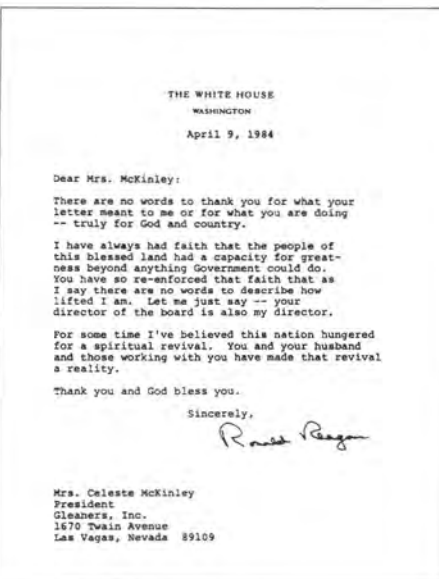 THE WHITE HOUSE
WASHINGTON
April 9, 1984
Dear Mrs. McKinley:
There are no words to thank you for what your
letter meant to me or for what you are doing
-- truly for God and country.
I have always had faith that the people of
this blessed land had a capacity for great-
ness beyond anything Government could do.
You have so re-enforced that faith that as
I say there are no words to describe how
lifted I am. Let me just say -- your
director of the board is also my director.
For some time I've believed this nation hungered
for a spiritual revival. You and your husband
and those working with you have made that revival
a reality.
Thank you and God bless you.
Sincerely,
Ronald Reagan
Mrs. Celeste McKinley
President
Gleaners, Inc.
1670 Twain Avenue
Las Vagas, Nevada 89109